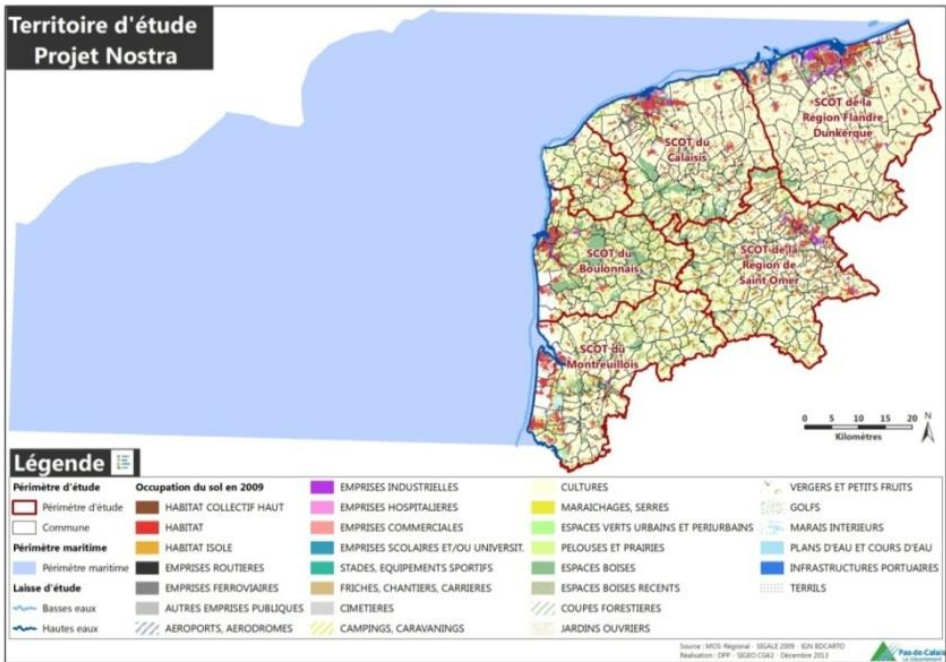 Territoire d'étude
Projet Nostra
SCOT de la
Région Flandre
Dunkerque
SCOT du
Calaisis
SCOT du
Boulonnais
SCOT de la
Région de
Saint Omer
SCOT du
Montreuillois
0 5 10 15 20
Kilomètres
N
Légende
Périmètre d'étude
Périmètre d'étude
Commune
Périmètre maritime
Périmètre maritime
Laisse d'étude
Basses eaux
Hautes eaux
Occupation du sol en 2009
HABITAT COLLECTIF HAUT
HABITAT
HABITAT ISOLE
EMPRISES ROUTIERES
EMPRISES FERROVIAIRES
AUTRES EMPRISES PUBLIQUES
AEROPORTS, AERODROMES
EMPRISES INDUSTRIELLES
EMPRISES HOSPITALIERES
EMPRISES COMMERCIALES
EMPRISES SCOLAIRES ET/OU UNIVERSIT.
STADES, EQUIPEMENTS SPORTIFS
FRICHES, CHANTIERS, CARRIERES
CIMETIERES
CAMPINGS, CARAVANINGS
CULTURES
MARAICHAGES, SERRES
ESPACES VERTS URBAINS ET PERIURBAINS
PELOUSES ET PRAIRIES
ESPACES BOISES
ESPACES BOISES RECENTS
COUPES FORESTIERES
JARDINS OUVRIERS
VERGERS ET PETITS FRUITS
GOLFS
MARAIS INTERIEURS
PLANS D'EAU ET COURS D'EAU
INFRASTRUCTURES PORTUAIRES
TERRILS
Source : MOS Régional - SIGALE 2009 - IGN BDCARTO
Réalisation : DPP - SIGEO CG62 - Décembre 2013
Pas-de-Calais
Le Département